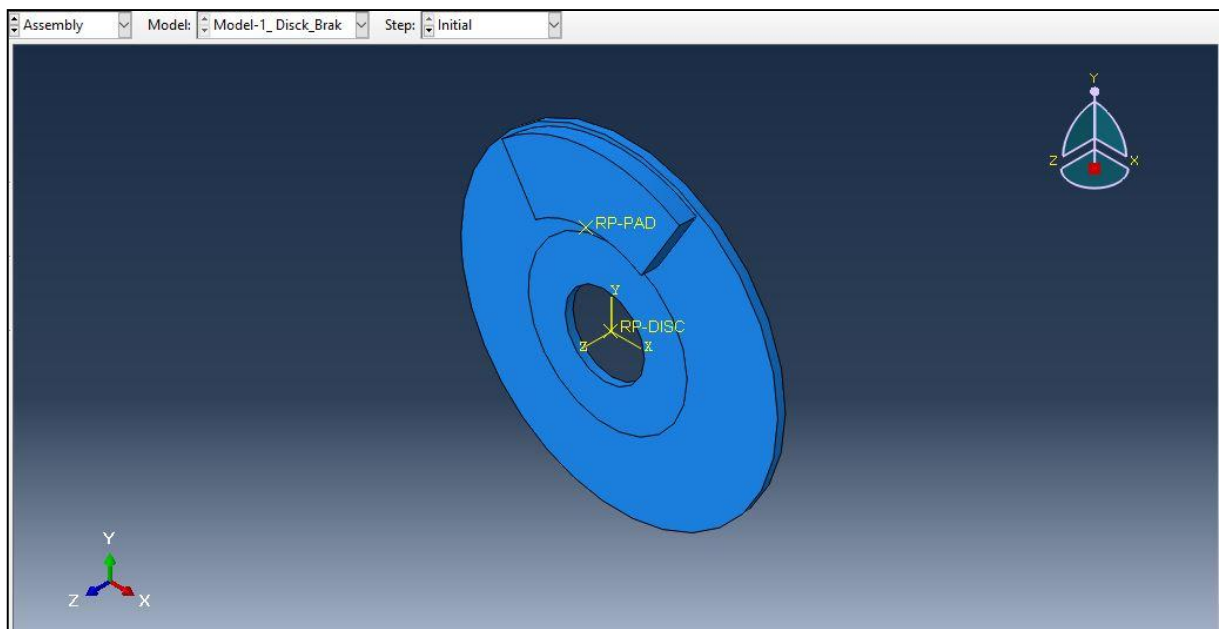 Assembly Model: Model-1_ Disck_Brak Step: Initial
Y
Z X
RP-PAD
Y
RP-DISC
Z X
Y
Z X